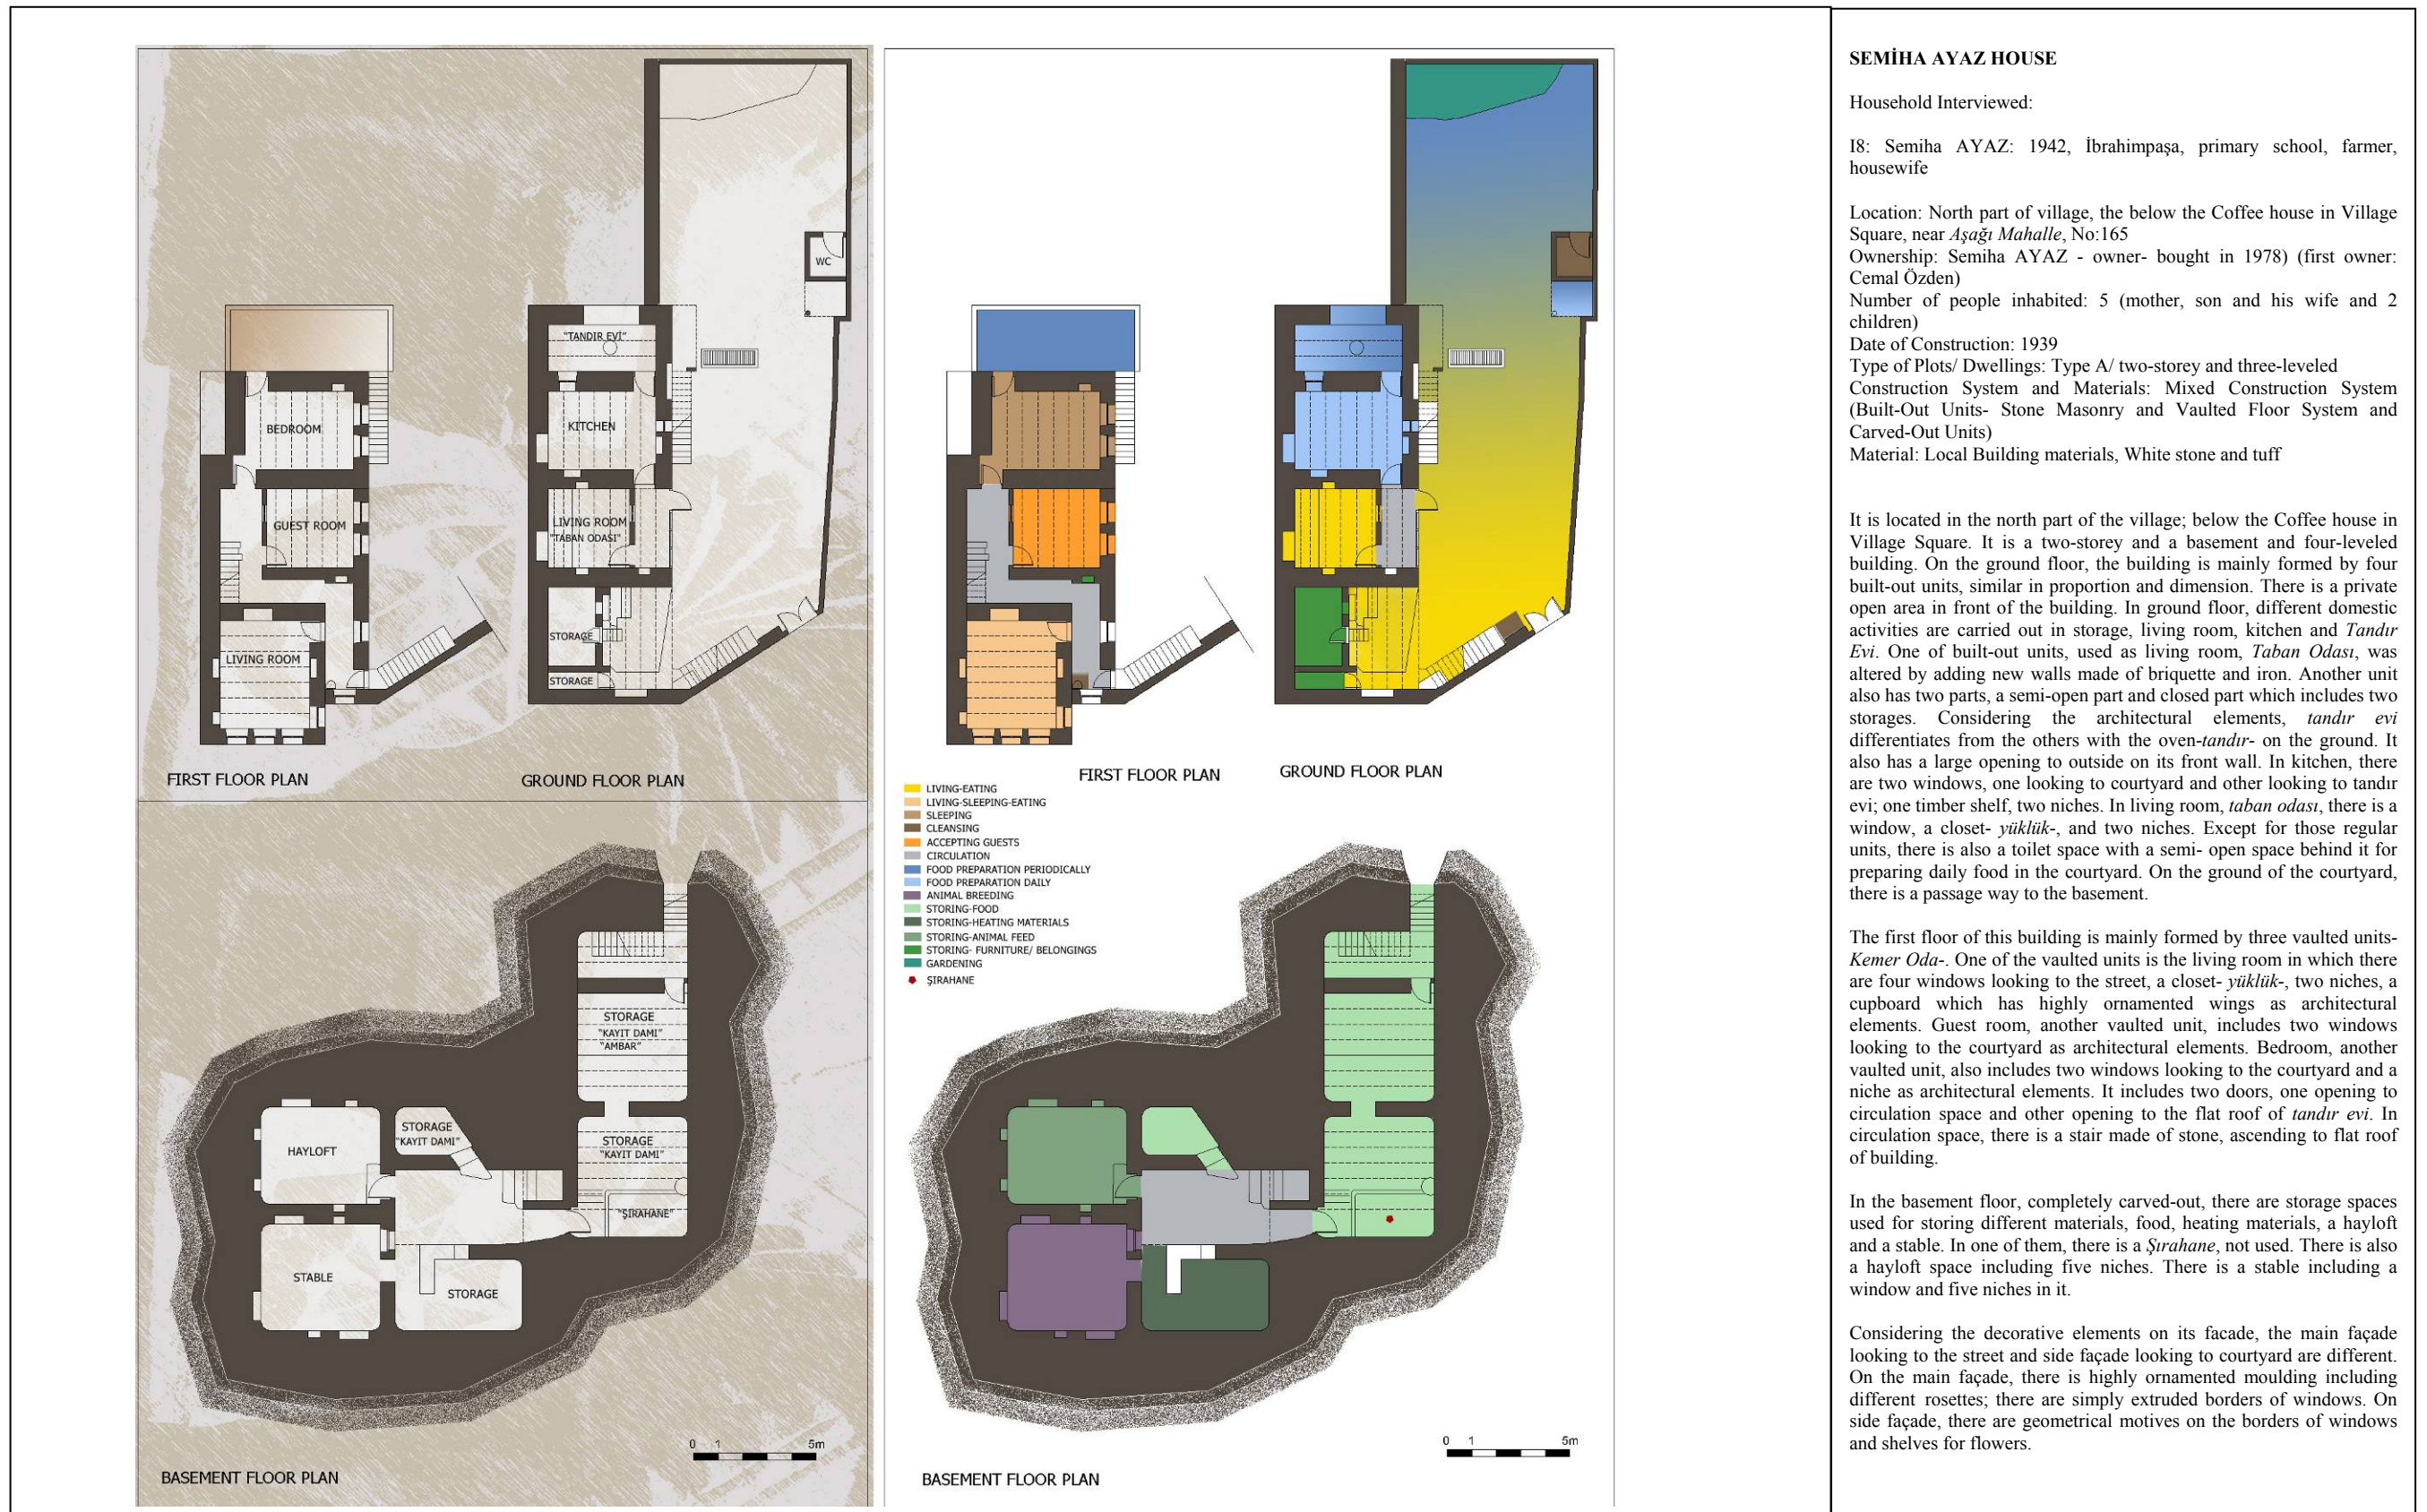 "TANDIR EVİ"
WC
BEDROOM
KITCHEN
GUEST ROOM
LIVING ROOM
"TABAN ODASI"
STORAGE
LIVING ROOM
STORAGE
FIRST FLOOR PLAN
GROUND FLOOR PLAN
STORAGE
"KAYIT DAMI"
"AMBAR"
STORAGE
"KAYIT DAMI"
STORAGE
"KAYIT DAMI"
HAYLOFT
"ŞIRAHANE"
STABLE
STORAGE
0 1 5m
BASEMENT FLOOR PLAN
FIRST FLOOR PLAN
GROUND FLOOR PLAN
LIVING-EATING
LIVING-SLEEPING-EATING
SLEEPING
CLEANSING
ACCEPTING GUESTS
CIRCULATION
FOOD PREPARATION PERIODICALLY
FOOD PREPARATION DAILY
ANIMAL BREEDING
STORING-FOOD
STORING-HEATING MATERIALS
STORING-ANIMAL FEED
STORING- FURNITURE/ BELONGINGS
GARDENING
ŞIRAHANE
0 1 5m
BASEMENT FLOOR PLAN
SEMİHA AYAZ HOUSE
Household Interviewed:
I8: Semiha AYAZ: 1942, İbrahimpaşa, primary school, farmer,
housewife
Location: North part of village, the below the Coffee house in Village
Square, near Aşağı Mahalle, No:165
Ownership: Semiha AYAZ - owner- bought in 1978) (first owner:
Cemal Özden)
Number of people inhabited: 5 (mother, son and his wife and 2
children)
Date of Construction: 1939
Type of Plots/ Dwellings: Type A/ two-storey and three-leveled
Construction System and Materials: Mixed Construction System
(Built-Out Units- Stone Masonry and Vaulted Floor System and
Carved-Out Units)
Material: Local Building materials, White stone and tuff
It is located in the north part of the village; below the Coffee house in
Village Square. It is a two-storey and a basement and four-leveled
building. On the ground floor, the building is mainly formed by four
built-out units, similar in proportion and dimension. There is a private
open area in front of the building. In ground floor, different domestic
activities are carried out in storage, living room, kitchen and Tandır
Evi. One of built-out units, used as living room, Taban Odası, was
altered by adding new walls made of briquette and iron. Another unit
also has two parts, a semi-open part and closed part which includes two
storages. Considering the architectural elements, tandır evi
differentiates from the others with the oven-tandır- on the ground. It
also has a large opening to outside on its front wall. In kitchen, there
are two windows, one looking to courtyard and other looking to tandır
evi; one timber shelf, two niches. In living room, taban odası, there is a
window, a closet- yüklük-, and two niches. Except for those regular
units, there is also a toilet space with a semi- open space behind it for
preparing daily food in the courtyard. On the ground of the courtyard,
there is a passage way to the basement.
The first floor of this building is mainly formed by three vaulted units-
Kemer Oda-. One of the vaulted units is the living room in which there
are four windows looking to the street, a closet- yüklük-, two niches, a
cupboard which has highly ornamented wings as architectural
elements. Guest room, another vaulted unit, includes two windows
looking to the courtyard as architectural elements. Bedroom, another
vaulted unit, also includes two windows looking to the courtyard and a
niche as architectural elements. It includes two doors, one opening to
circulation space and other opening to the flat roof of tandır evi. In
circulation space, there is a stair made of stone, ascending to flat roof
of building.
In the basement floor, completely carved-out, there are storage spaces
used for storing different materials, food, heating materials, a hayloft
and a stable. In one of them, there is a Şırahane, not used. There is also
a hayloft space including five niches. There is a stable including a
window and five niches in it.
Considering the decorative elements on its facade, the main façade
looking to the street and side façade looking to courtyard are different.
On the main façade, there is highly ornamented moulding including
different rosettes; there are simply extruded borders of windows. On
side façade, there are geometrical motives on the borders of windows
and shelves for flowers.